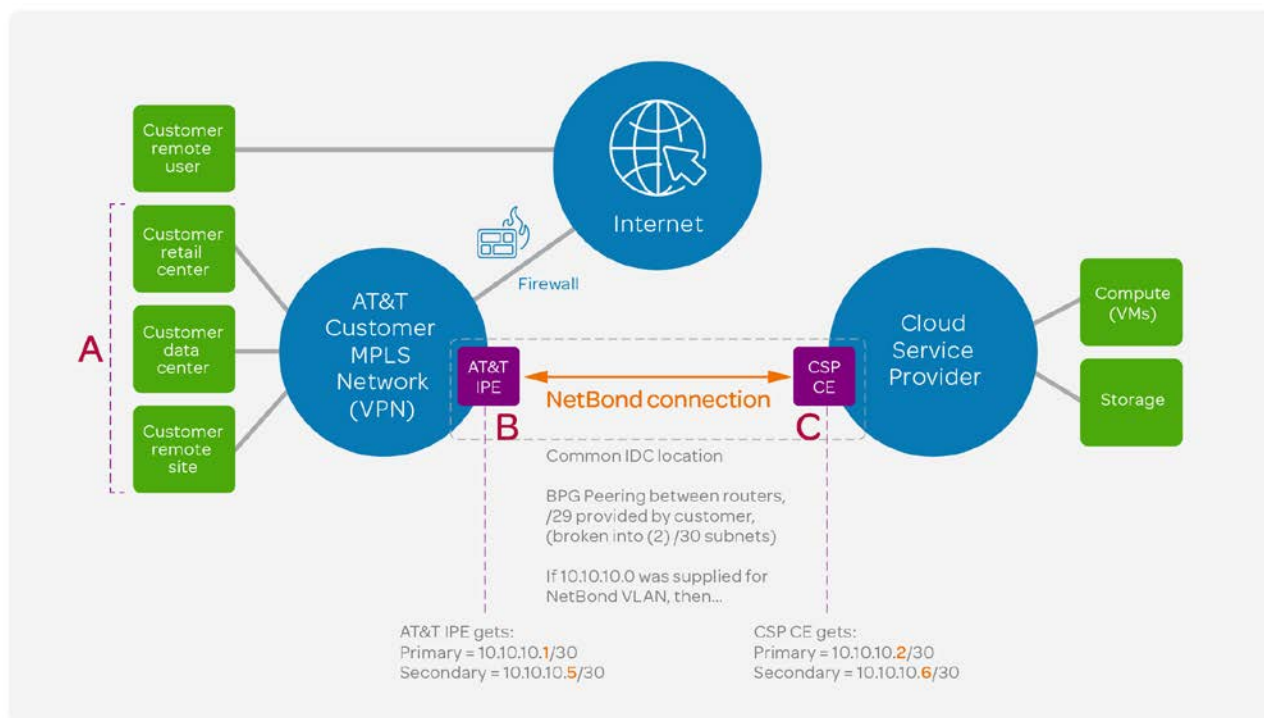 Customer
remote
user
Internet
Firewall
A
Customer
retail
center
Customer
data
center
Customer
remote
site
AT&T
Customer
MPLS
Network
(VPN)
AT&T
IPE
B
NetBond connection
CSP
CE
C
Cloud
Service
Provider
Compute
(VMs)
Storage
Common IDC location
BPG Peering between routers,
/29 provided by customer,
(broken into (2) /30 subnets)
If 10.10.10.0 was supplied for
NetBond VLAN, then...
AT&T IPE gets:
Primary = 10.10.10.1/30
Secondary = 10.10.10.5/30
CSP CE gets:
Primary = 10.10.10.2/30
Secondary = 10.10.10.6/30